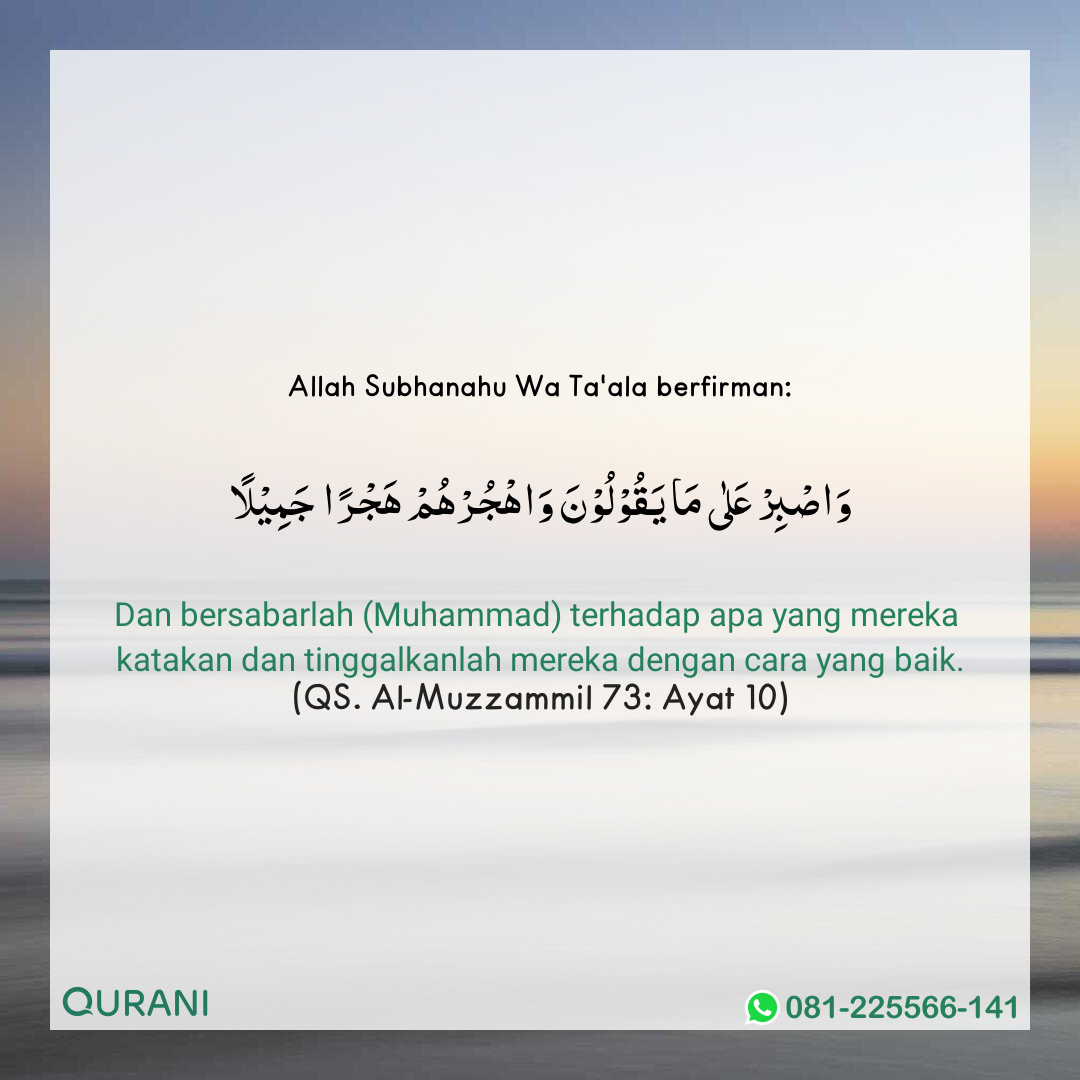 Allah Subhanahu Wa Ta'ala berfirman:
وَاصْبِرْ عَلٰى مَا يَقُوْلُوْنَ وَاهْجُرْهُمْ هَجْرًا جَمِيْلًا
Dan bersabarlah (Muhammad) terhadap apa yang mereka
katakan dan tinggalkanlah mereka dengan cara yang baik.
(QS. Al-Muzzammil 73: Ayat 10)
QURANI
081-225566-141